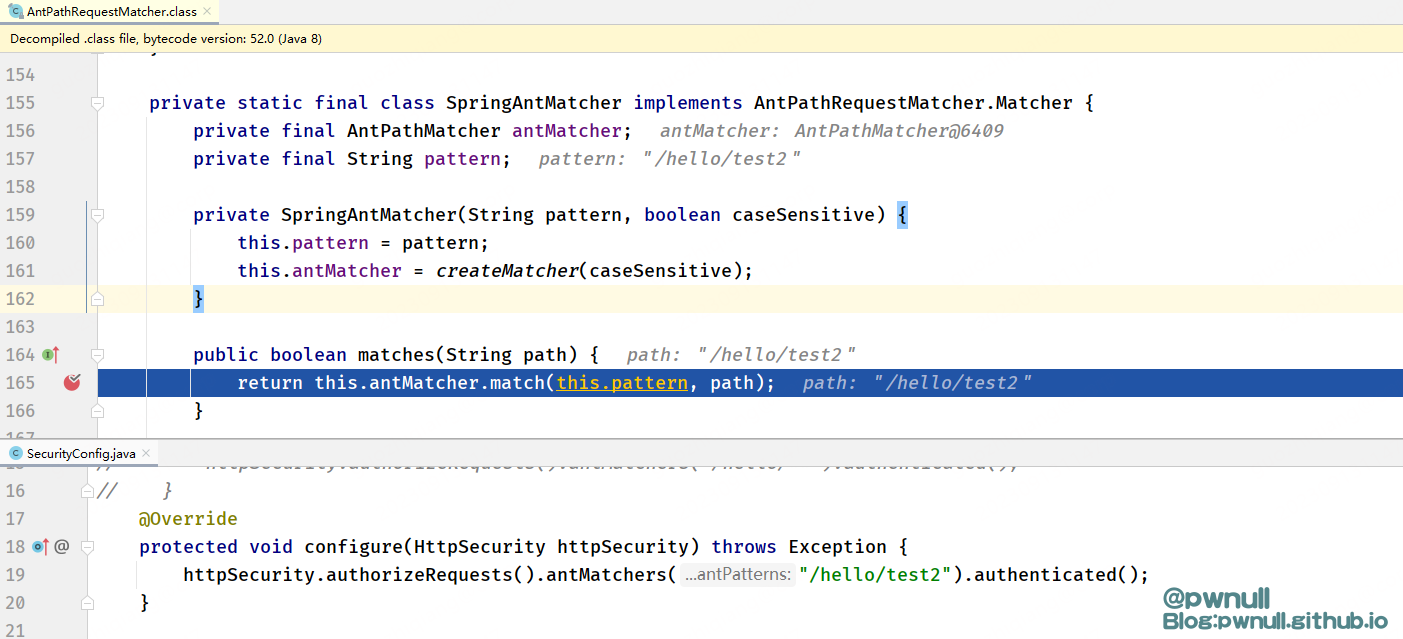 AntPathRequestMatcher.class
Decompiled .class file, bytecode version: 52.0 (Java 8)
154
155 private static final class SpringAntMatcher implements AntPathRequestMatcher.Matcher {
156 private final AntPathMatcher antMatcher; antMatcher: AntPathMatcher@6409
157 private final String pattern; pattern: "/hello/test2"
158
159 private SpringAntMatcher(String pattern, boolean caseSensitive) {
160 this.pattern = pattern;
161 this.antMatcher = createMatcher(caseSensitive);
162 }
163
164 public boolean matches(String path) { path: "/hello/test2"
165 return this.antMatcher.match(this.pattern, path); path: "/hello/test2"
166 }
167
SecurityConfig.java
16 // }
17 @Override
18 @ protected void configure(HttpSecurity httpSecurity) throws Exception {
19 httpSecurity.authorizeRequests().antMatchers( ...antPatterns: "/hello/test2").authenticated();
20 }
21
@pwnull
Blog:pwnull.github.io